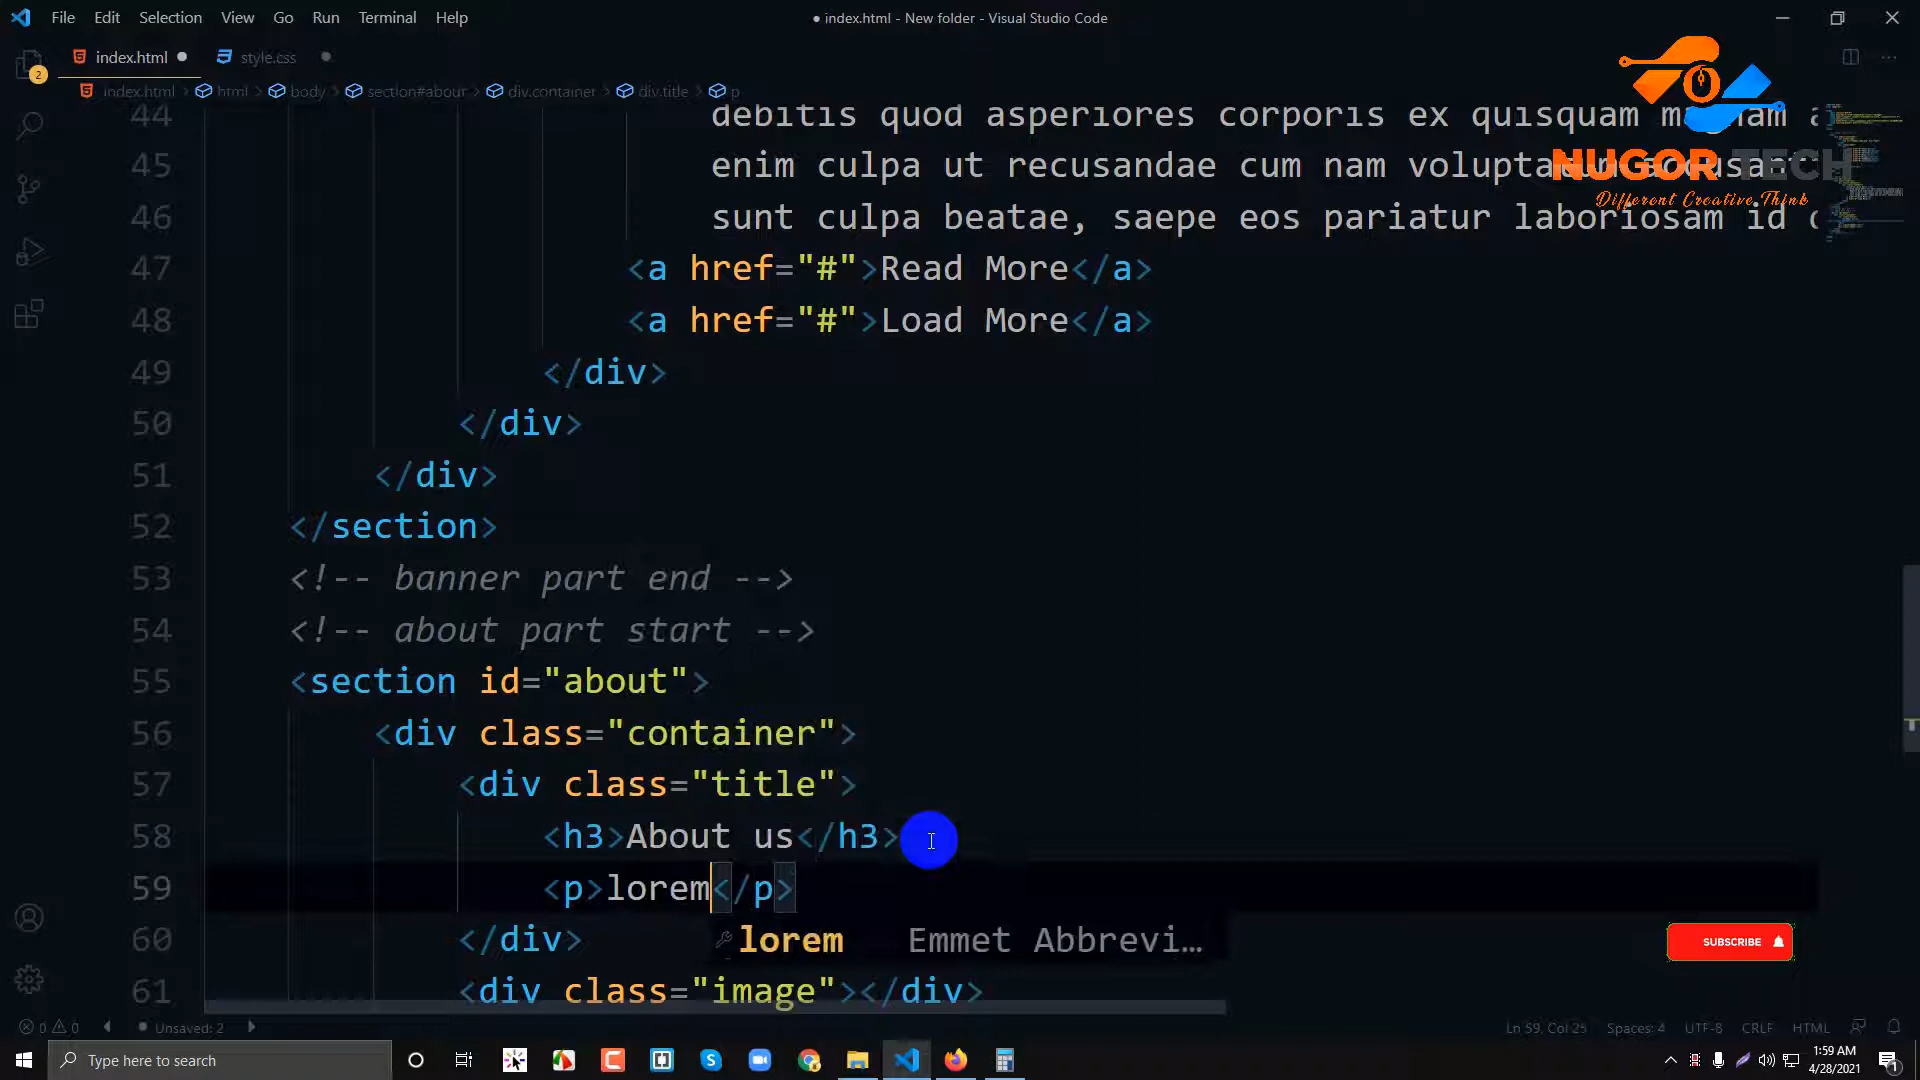 File Edit Selection View Go Run Terminal Help
● index.html - New folder - Visual Studio Code
index.html ●
style.css ●
2
index.html > html > body > section#about > div.container > div.title > p
44 debitis quod asperiores corporis ex quisquam
45 enim culpa ut recusandae cum nam
46 sunt culpa beatae, saepe eos pariatur laboriosam id
47 <a href="#">Read More</a>
48 <a href="#">Load More</a>
49 </div>
50 </div>
51 </div>
52 </section>
53 <!-- banner part end -->
54 <!-- about part start -->
55 <section id="about">
56 <div class="container">
57 <div class="title">
58 <h3>About us</h3>
59 <p>lorem</p>
60 </div>
lorem Emmet Abbrevi…
61 <div class="image"></div>
NUGOR TECH
Different Creative Think
SUBSCRIBE
0 0 Unsaved: 2
Ln 59, Col 25 Spaces: 4 UTF-8 CRLF HTML
Type here to search
1:59 AM
4/28/2021
1